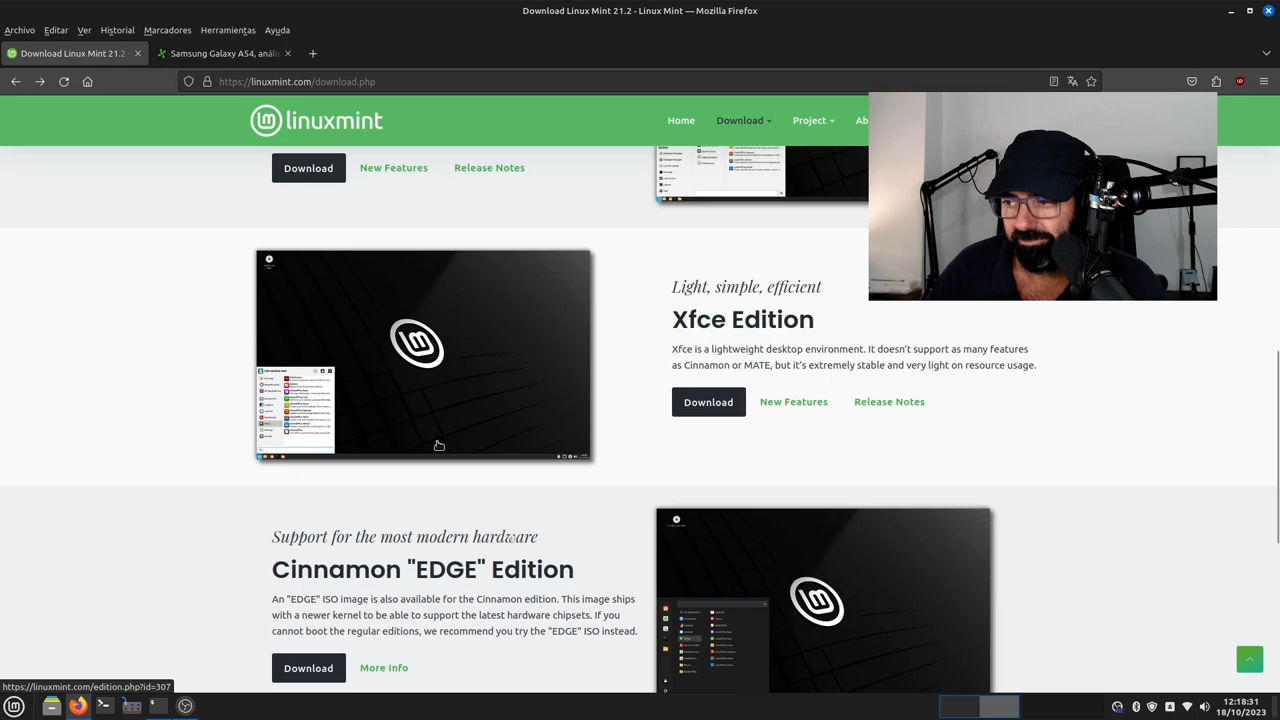 Download Linux Mint 21.2 - Linux Mint — Mozilla Firefox
Archivo Editar Ver Historial Marcadores Herramientas Ayuda
Download Linux Mint 21.2 -
Samsung Galaxy A54, anális
https://linuxmint.com/download.php
linuxmint
Home Download Project Ab
Download New Features Release Notes
Light, simple, efficient
Xfce Edition
Xfce is a lightweight desktop environment. It doesn't support as many features
as Cinnamon or MATE, but it's extremely stable and very light on resource usage.
Download New Features Release Notes
Support for the most modern hardware
Cinnamon "EDGE" Edition
An "EDGE" ISO image is also available for the Cinnamon edition. This image ships
with a newer kernel to be able to support the latest hardware chipsets. If you
cannot boot the regular editions, we recommend you try the "EDGE" ISO instead.
Download More Info
https://linuxmint.com/edition.php?id=307
12:18:31
18/10/2023